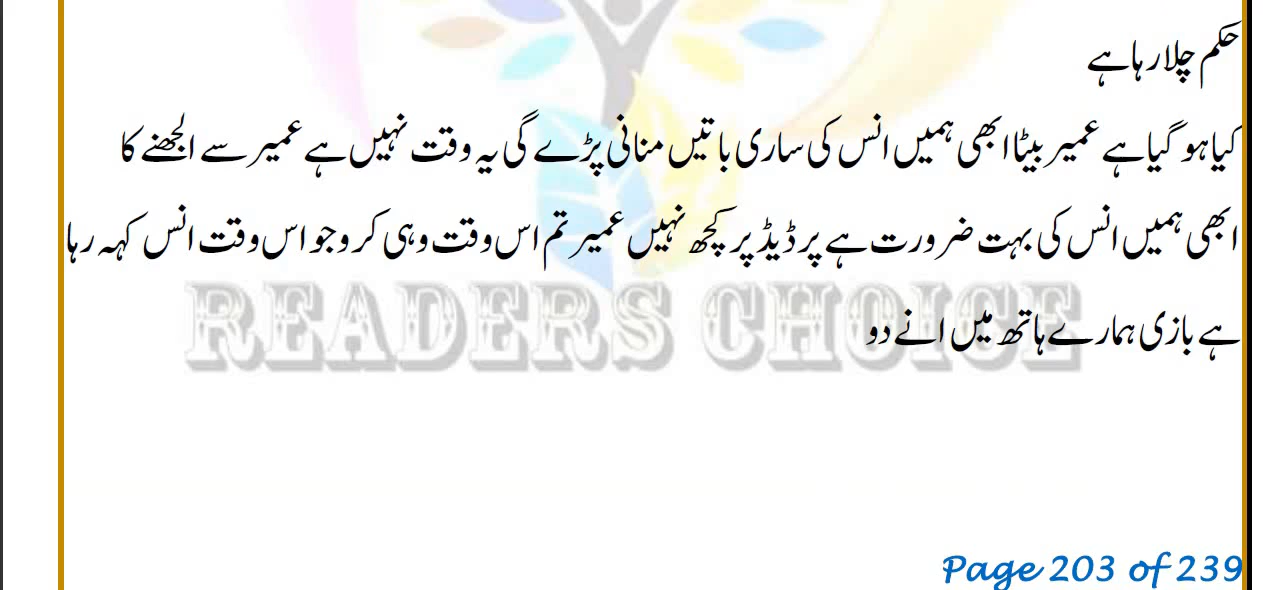 حکم چلا رہا ہے
کیا ہو گیا ہے عمیر بیٹا ابھی ہمیں انس کی ساری باتیں منانی پڑے گی یہ وقت نہیں ہے عمیر سے الجھنے کا
ابھی ہمیں انس کی بہت ضرورت ہے پر ڈیڈ پر کچھ نہیں عمیر تم اس وقت وہی کرو جو اس وقت انس کہہ رہا
READERS CHOICE
ہے بازی ہمارے ہاتھ میں انے دو
Page 203 of 239